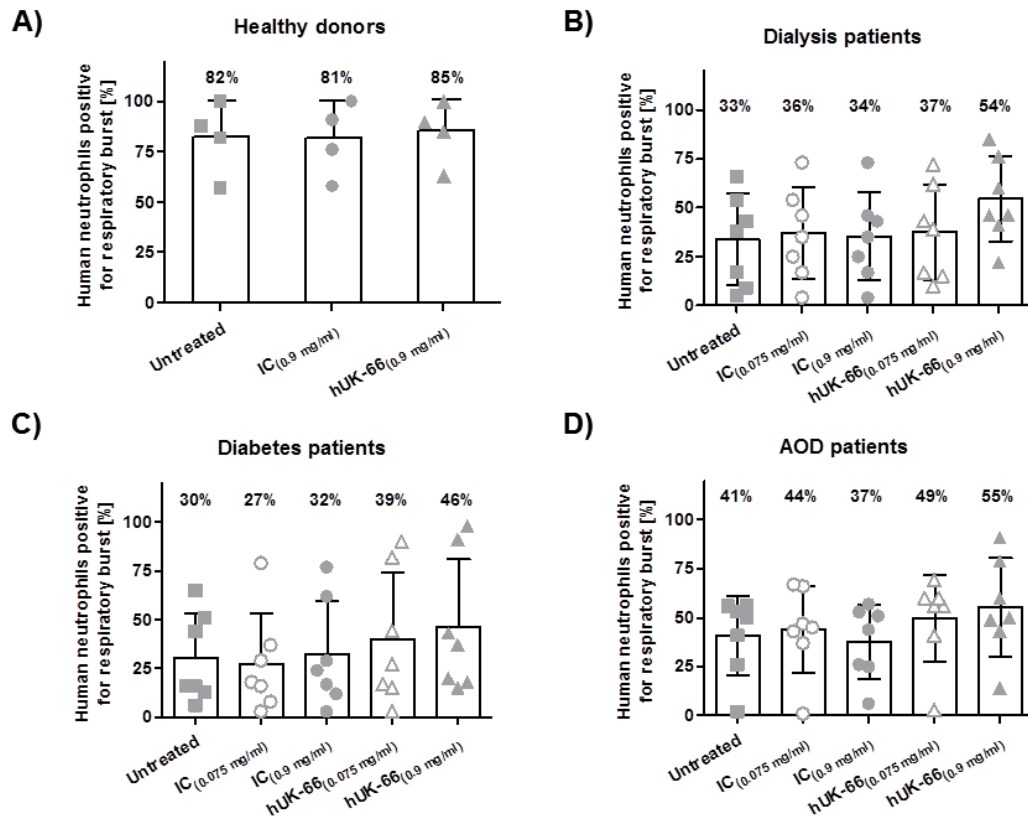 A)
Healthy donors
Human neutrophils positive
for respiratory burst [%]
82% 81% 85%
100
75
50
25
0
Untreated
IC(0.9 mg/ml)
hUK-66(0.9 mg/ml)
B)
Dialysis patients
Human neutrophils positive
for respiratory burst [%]
33% 36% 34% 37% 54%
100
75
50
25
0
Untreated
IC(0.075 mg/ml)
IC(0.9 mg/ml)
hUK-66(0.075 mg/ml)
hUK-66(0.9 mg/ml)
C)
Diabetes patients
Human neutrophils positive
for respiratory burst [%]
30% 27% 32% 39% 46%
100
75
50
25
0
Untreated
IC(0.075 mg/ml)
IC(0.9 mg/ml)
hUK-66(0.075 mg/ml)
hUK-66(0.9 mg/ml)
D)
AOD patients
Human neutrophils positive
for respiratory burst [%]
41% 44% 37% 49% 55%
100
75
50
25
0
Untreated
IC(0.075 mg/ml)
IC(0.9 mg/ml)
hUK-66(0.075 mg/ml)
hUK-66(0.9 mg/ml)